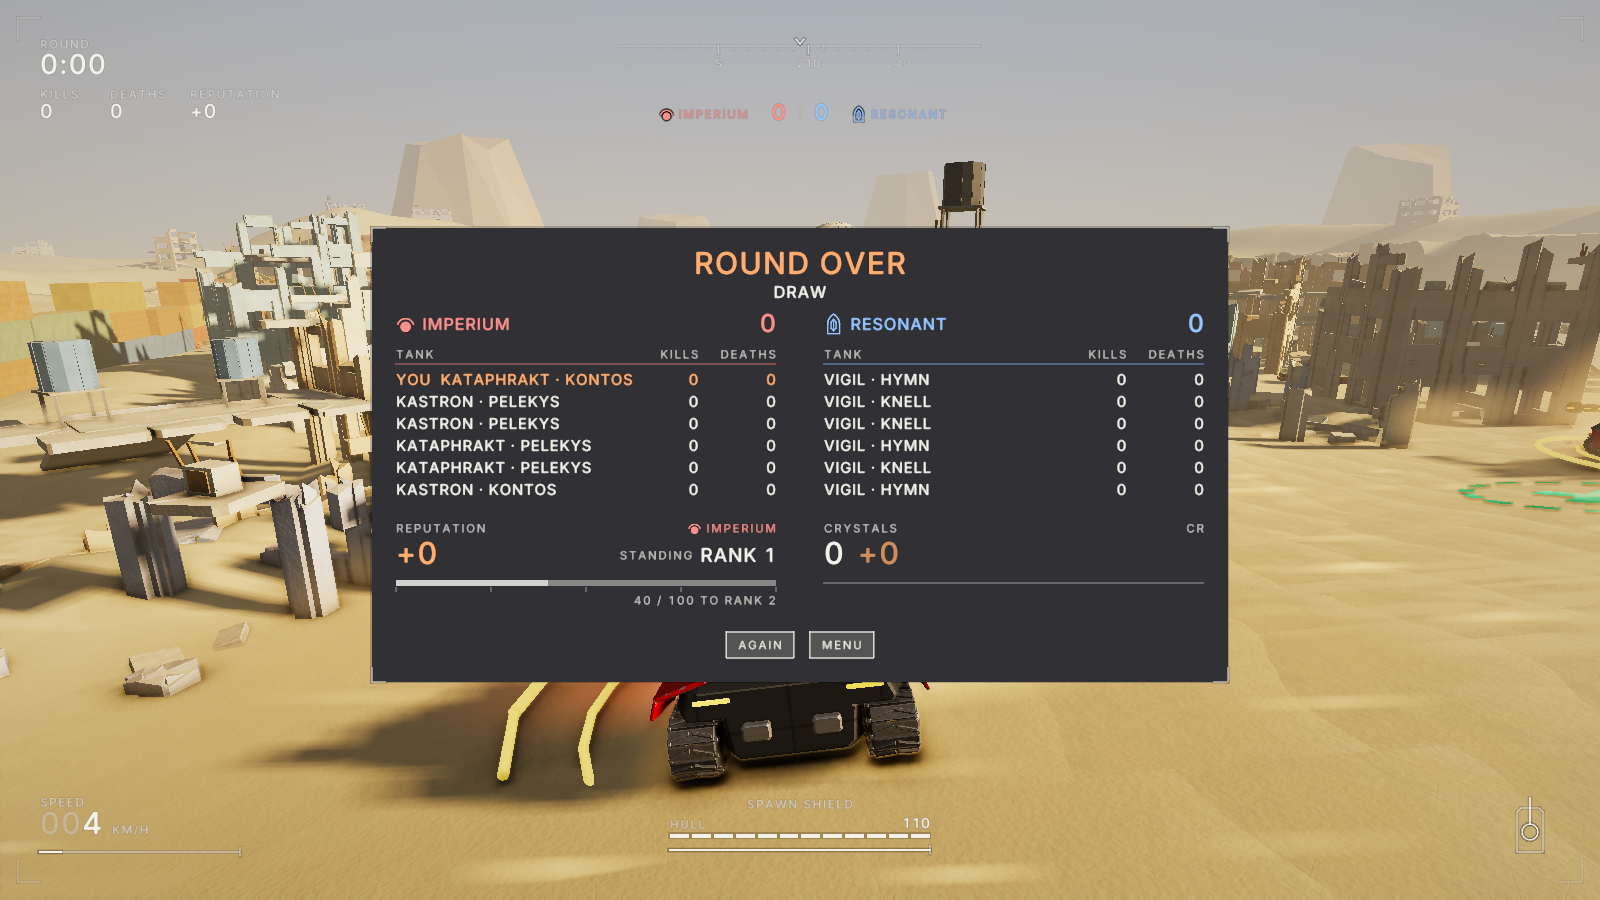 ROUND
0:00
KILLS DEATHS REPUTATION
0 0 +0
S 210 240
IMPERIUM 0 | 0 RESONANT
ROUND OVER
DRAW
IMPERIUM 0
TANK KILLS DEATHS
YOU KATAPHRAKT · KONTOS 0 0
KASTRON · PELEKYS 0 0
KASTRON · PELEKYS 0 0
KATAPHRAKT · PELEKYS 0 0
KATAPHRAKT · PELEKYS 0 0
KASTRON · KONTOS 0 0
RESONANT 0
TANK KILLS DEATHS
VIGIL · HYMN 0 0
VIGIL · KNELL 0 0
VIGIL · KNELL 0 0
VIGIL · HYMN 0 0
VIGIL · KNELL 0 0
VIGIL · HYMN 0 0
REPUTATION IMPERIUM
+0 STANDING RANK 1
40 / 100 TO RANK 2
CRYSTALS CR
0 +0
AGAIN MENU
SPEED
004 KM/H
SPAWN SHIELD
HULL 110